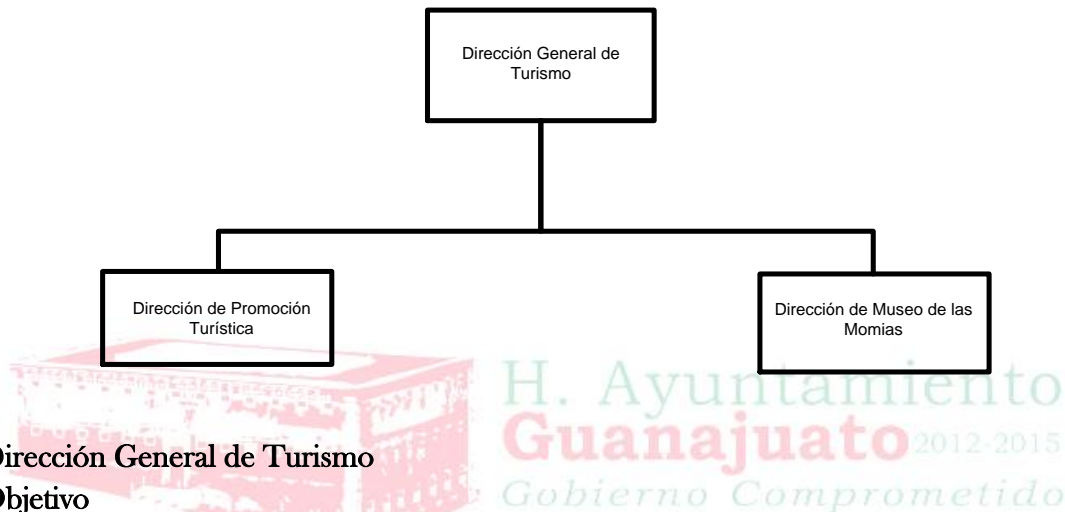 Dirección General de
Turismo
Dirección de Promoción
Turística
Dirección de Museo de las
Momias
H. Ayuntamiento
Guanajuato 2012-2015
Gobierno Comprometido
Dirección General de Turismo
Objetivo